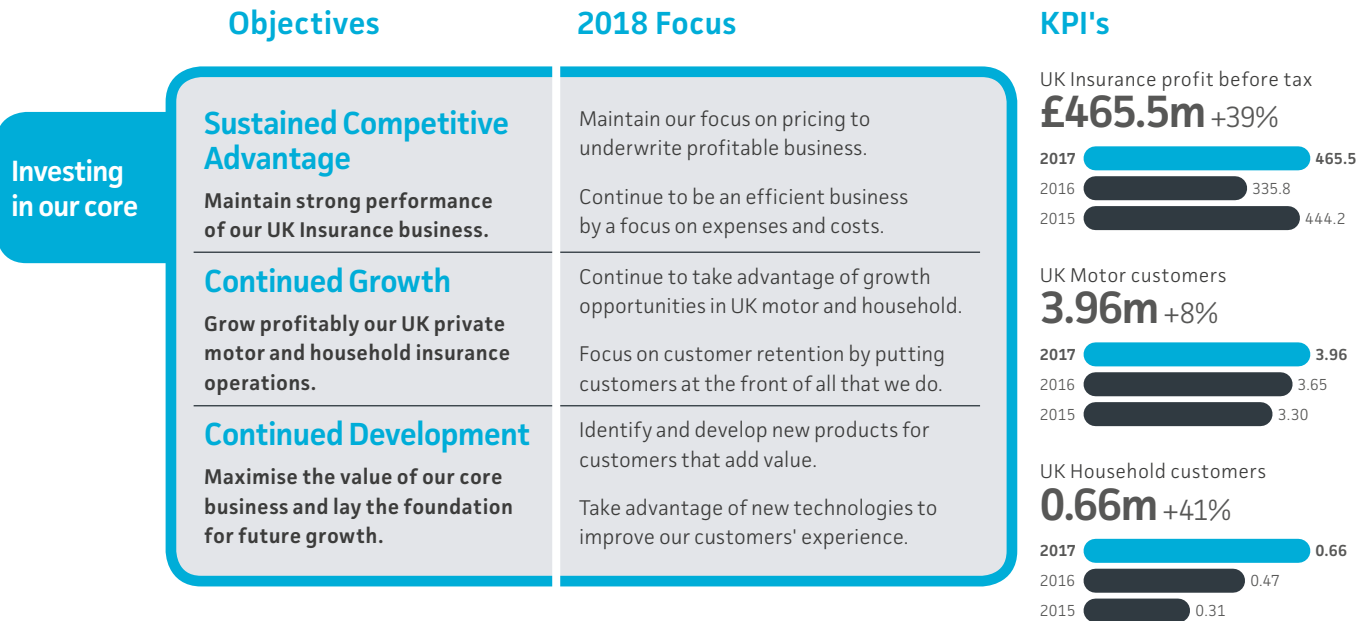 Objectives
2018 Focus
KPI's
Investing
in our core
Sustained Competitive
Advantage
Maintain strong performance
of our UK Insurance business.
Maintain our focus on pricing to
underwrite profitable business.
Continue to be an efficient business
by a focus on expenses and costs.
Continued Growth
Grow profitably our UK private
motor and household insurance
operations.
Continue to take advantage of growth
opportunities in UK motor and household.
Focus on customer retention by putting
customers at the front of all that we do.
Continued Development
Maximise the value of our core
business and lay the foundation
for future growth.
Identify and develop new products for
customers that add value.
Take advantage of new technologies to
improve our customers' experience.
UK Insurance profit before tax
£465.5m +39%
2017 465.5
2016 335.8
2015 444.2
UK Motor customers
3.96m +8%
2017 3.96
2016 3.65
2015 3.30
UK Household customers
0.66m +41%
2017 0.66
2016 0.47
2015 0.31